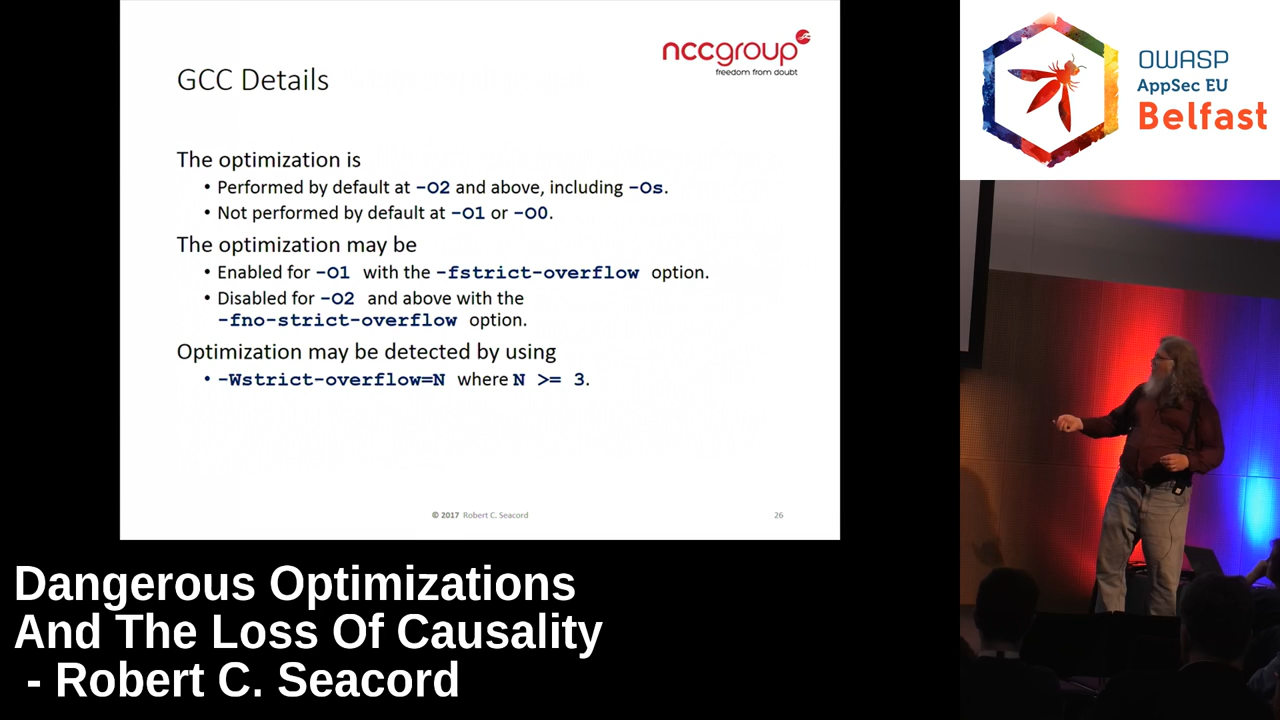 nccgroup
freedom from doubt
GCC Details
The optimization is
• Performed by default at -O2 and above, including -Os.
• Not performed by default at -O1 or -O0.
The optimization may be
• Enabled for -O1 with the -fstrict-overflow option.
• Disabled for -O2 and above with the
-fno-strict-overflow option.
Optimization may be detected by using
• -Wstrict-overflow=N where N >= 3.
© 2017 Robert C. Seacord
26
OWASP
AppSec EU
Belfast
Dangerous Optimizations
And The Loss Of Causality
- Robert C. Seacord